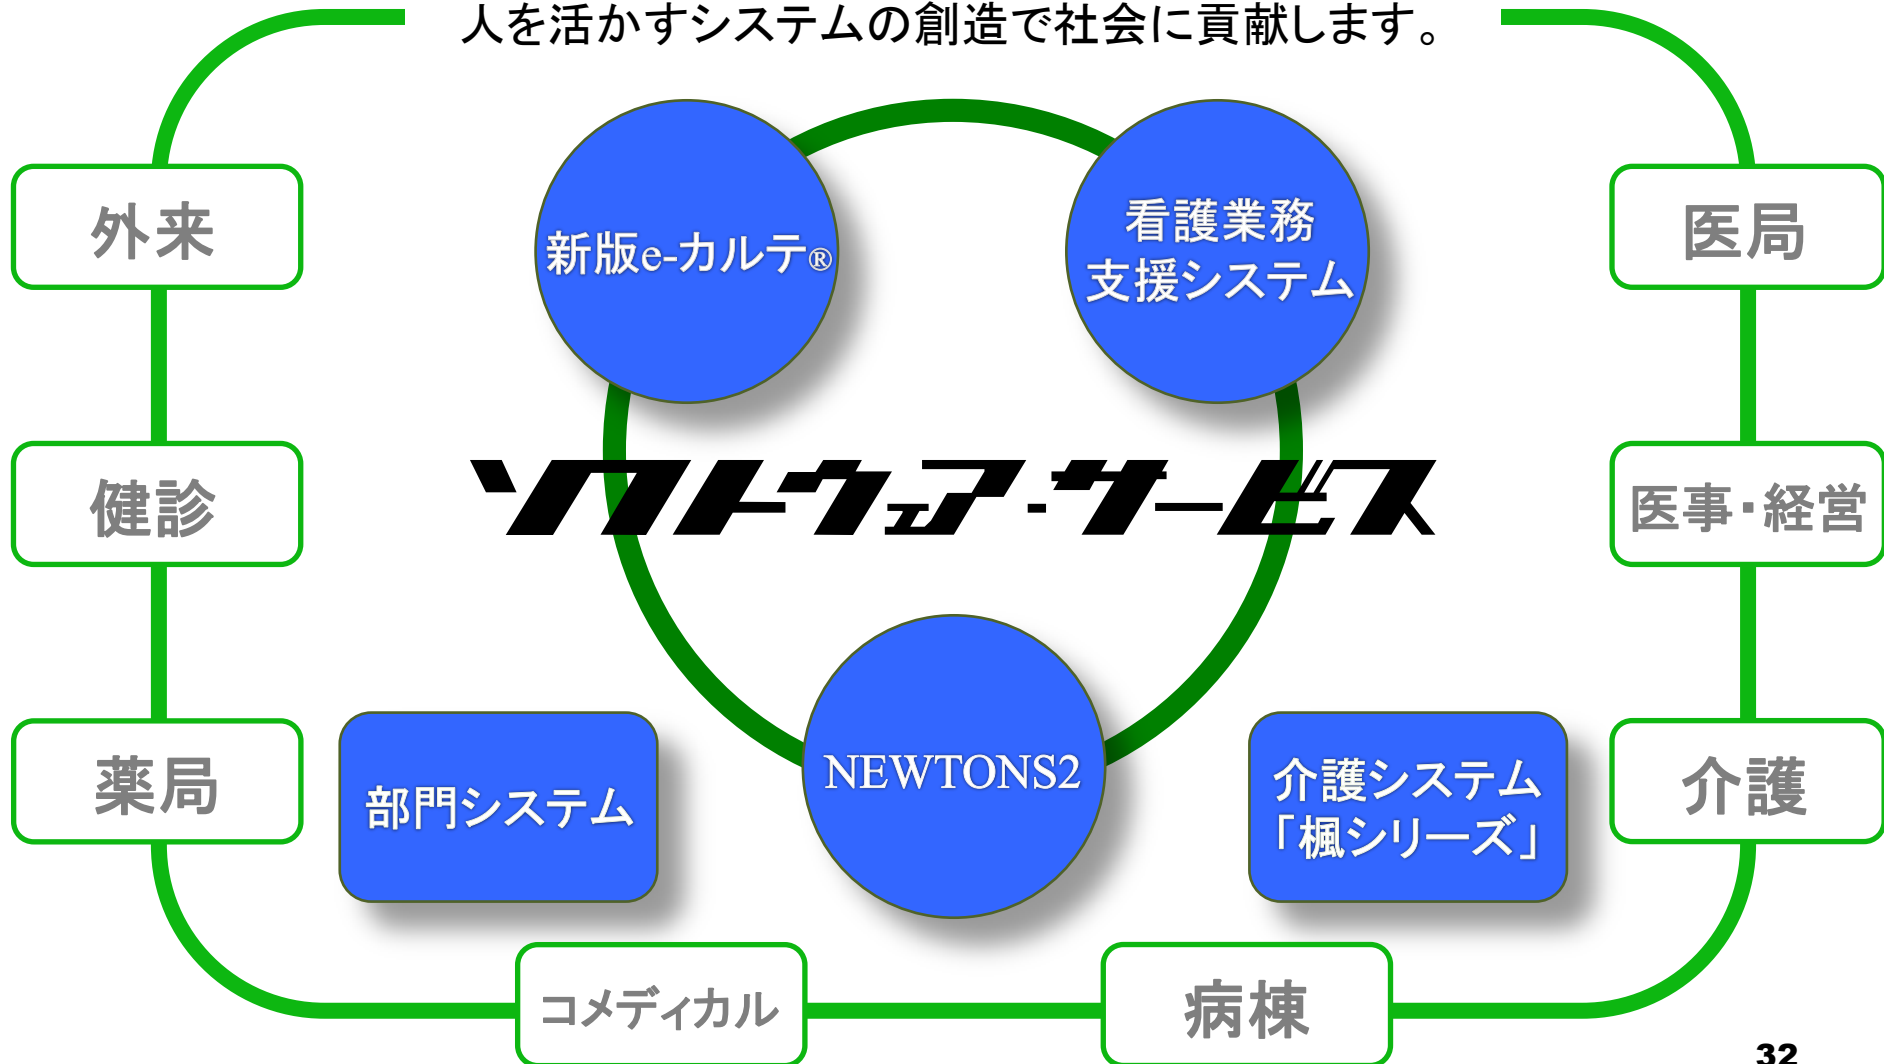 人を活かすシステムの創造で社会に貢献します。
外来
新版e-カルテ®
看護業務
支援システム
医局
健診
ソフトウェア・サービス
医事・経営
薬局
部門システム
NEWTONS2
介護システム
「楓シリーズ」
介護
コメディカル
病棟
32